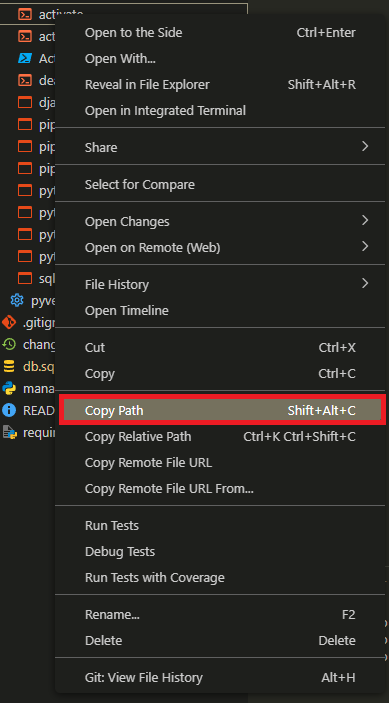 activate
Open to the Side Ctrl+Enter
Open With...
Reveal in File Explorer Shift+Alt+R
Open in Integrated Terminal
Share
Select for Compare
Open Changes
Open on Remote (Web)
File History
Open Timeline
Cut Ctrl+X
Copy Ctrl+C
Copy Path Shift+Alt+C
Copy Relative Path Ctrl+K Ctrl+Shift+C
Copy Remote File URL
Copy Remote File URL From...
Run Tests
Debug Tests
Run Tests with Coverage
Rename... F2
Delete Delete
Git: View File History Alt+H
act
Act
dea
dja
pip
pip
pip
pyt
pyt
pyt
pyt
sql
pyve
.gitign
chang
db.sq
mana
READ
requir